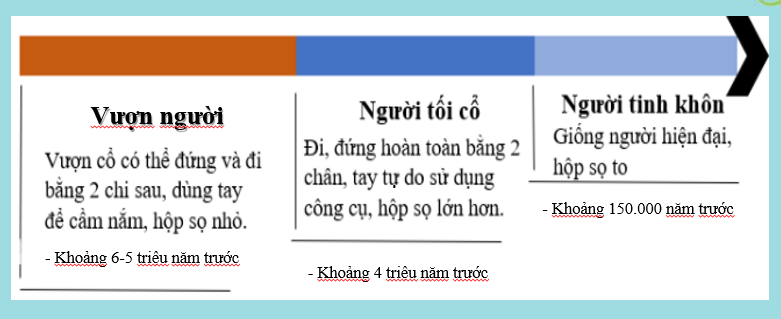 Vượn người
Vượn cổ có thể đứng và đi
bằng 2 chi sau, dùng tay
để cầm nắm, hộp sọ nhỏ.
- Khoảng 6-5 triệu năm trước
Người tối cổ
Đi, đứng hoàn toàn bằng 2
chân, tay tự do sử dụng
công cụ, hộp sọ lớn hơn.
- Khoảng 4 triệu năm trước
Người tinh khôn
Giống người hiện đại,
hộp sọ to
- Khoảng 150.000 năm trước